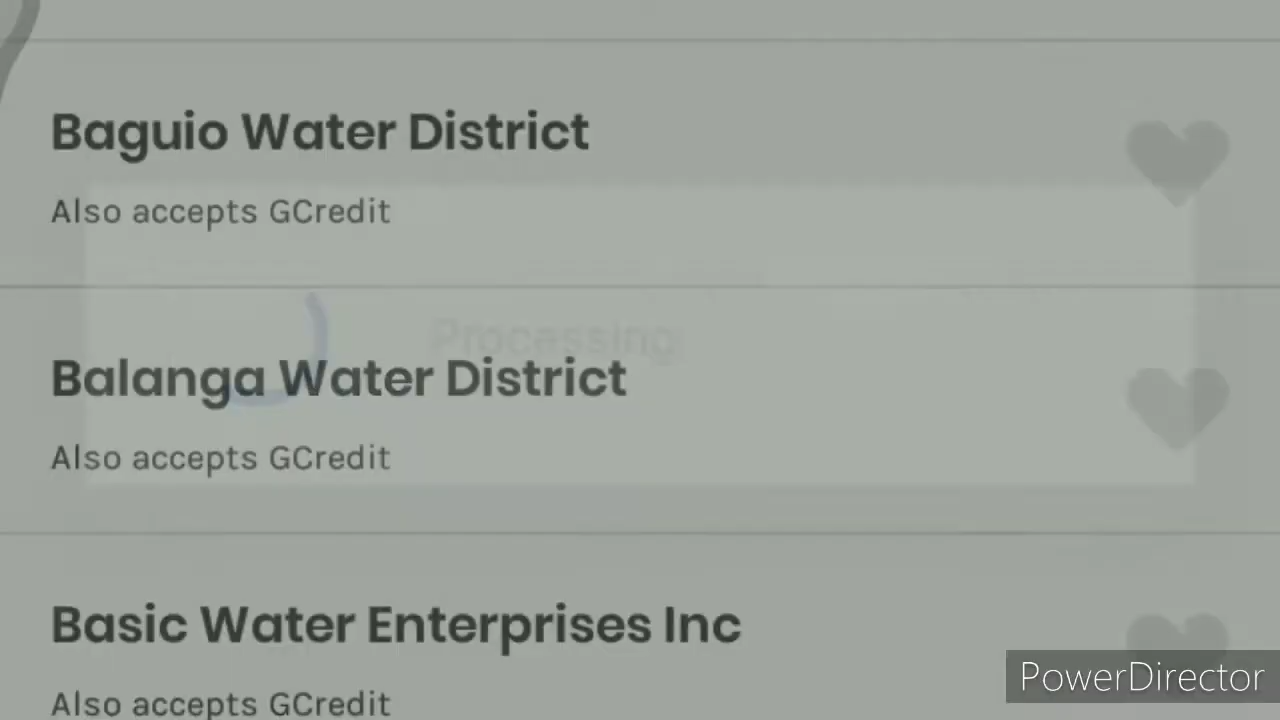 Baguio Water District
Also accepts GCredit
Processing
Balanga Water District
Also accepts GCredit
Basic Water Enterprises Inc
Also accepts GCredit
PowerDirector